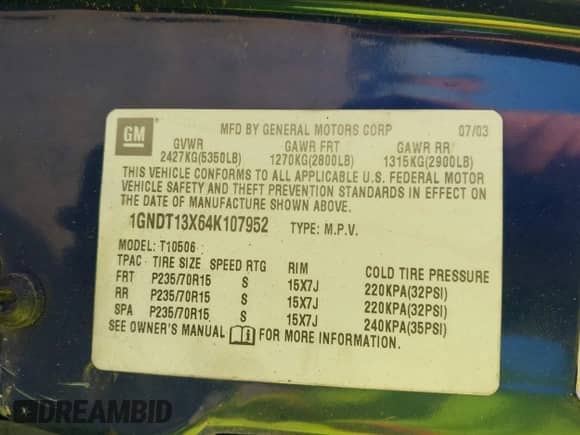 GM
MFD BY GENERAL MOTORS CORP 07/03
GVWR GAWR FRT GAWR RR
2427KG(5350LB) 1270KG(2800LB) 1315KG(2900LB)
THIS VEHICLE CONFORMS TO ALL APPLICABLE U.S. FEDERAL MOTOR
VEHICLE SAFETY AND THEFT PREVENTION STANDARDS IN EFFECT ON
THE DATE OF MANUFACTURE SHOWN ABOVE.
1GNDT13X64K107952 TYPE: M.P.V.
MODEL: T10506
TPAC TIRE SIZE SPEED RTG RIM COLD TIRE PRESSURE
FRT P235/70R15 S 15X7J 220KPA(32PSI)
RR P235/70R15 S 15X7J 220KPA(32PSI)
SPA P235/70R15 S 15X7J 240KPA(35PSI)
SEE OWNER'S MANUAL FOR MORE INFORMATION.
DREAMBID